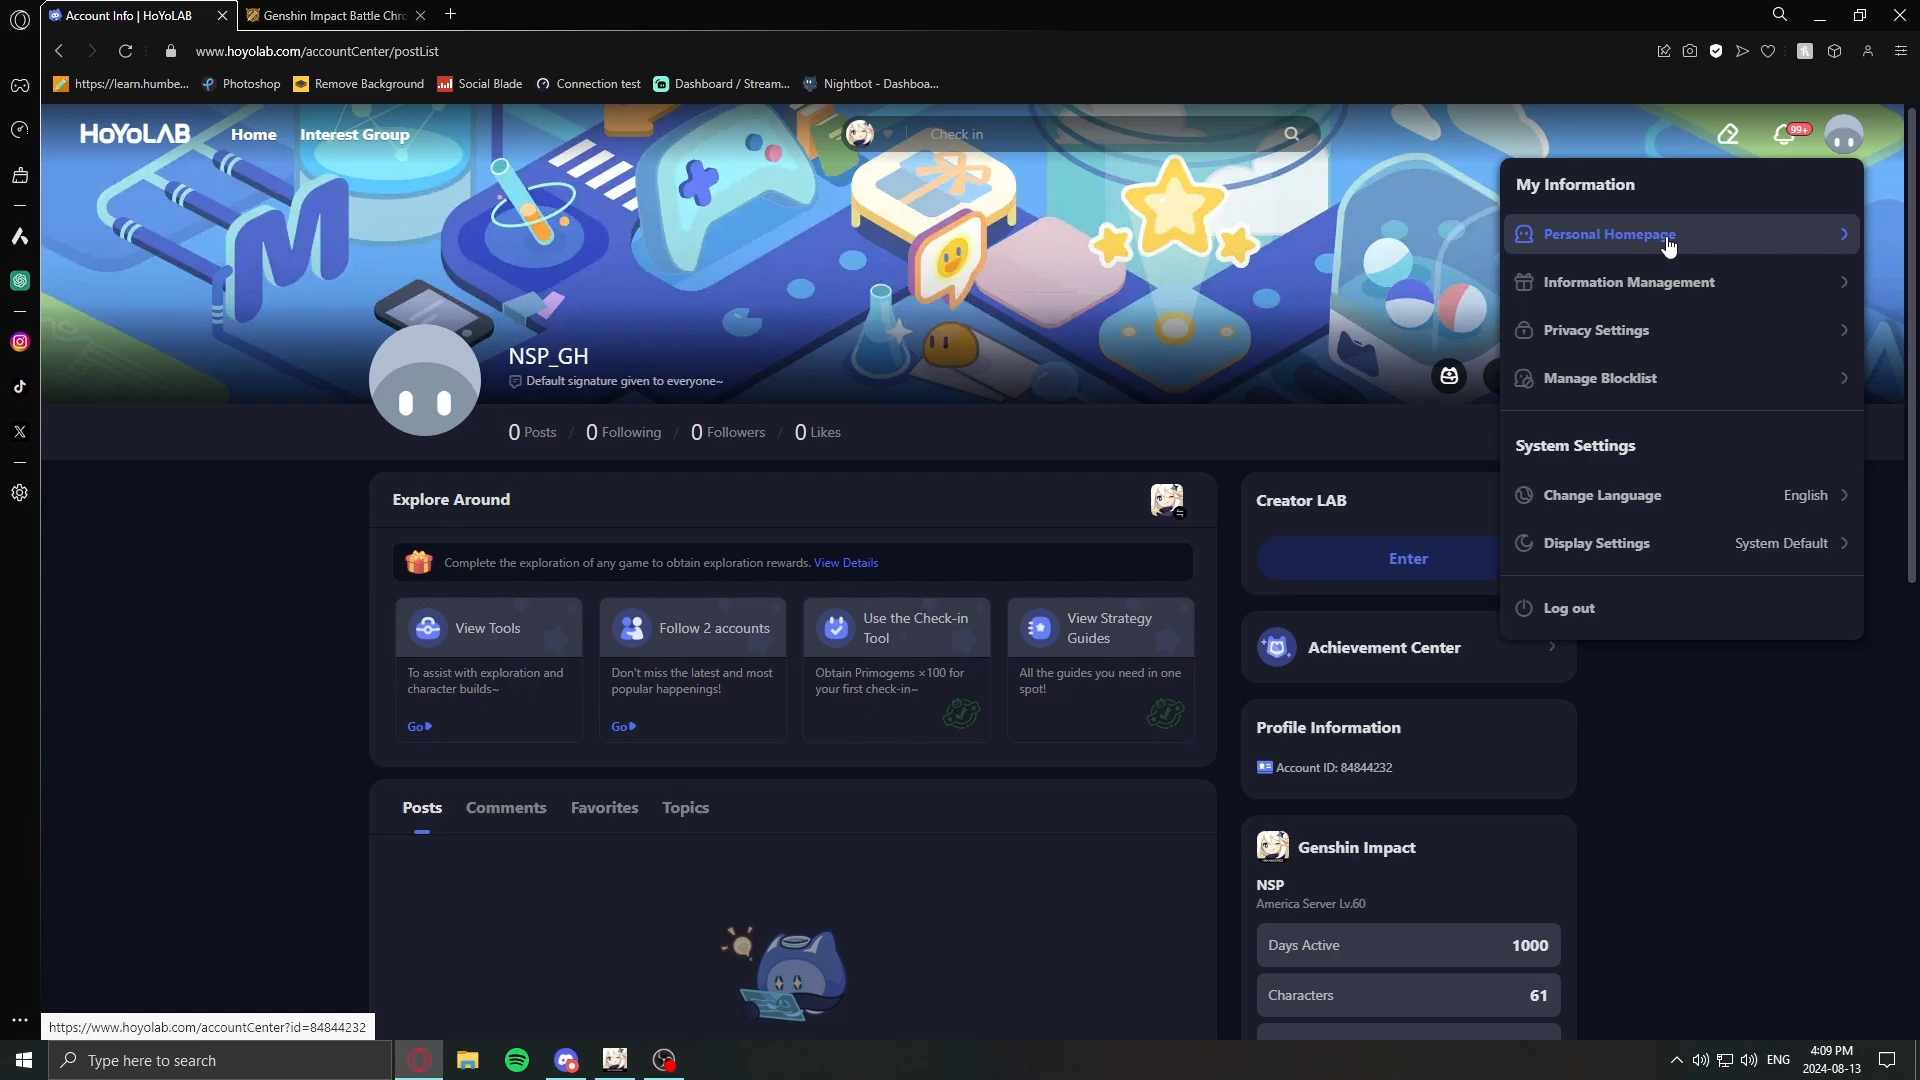 Account Info | HoYoLAB
Genshin Impact Battle Chro
www.hoyolab.com/accountCenter/postList
https://learn.humbe...
Photoshop
Remove Background
Social Blade
Connection test
Dashboard / Stream...
Nightbot - Dashboa...
HoYoLAB
Home
Interest Group
Check in
99+
My Information
Personal Homepage
Information Management
Privacy Settings
Manage Blocklist
System Settings
Change Language
English
Display Settings
System Default
Log out
NSP_GH
Default signature given to everyone~
0 Posts / 0 Following / 0 Followers / 0 Likes
Explore Around
Complete the exploration of any game to obtain exploration rewards. View Details
View Tools
To assist with exploration and
character builds~
Go
Follow 2 accounts
Don't miss the latest and most
popular happenings!
Go
Use the Check-in
Tool
Obtain Primogems ×100 for
your first check-in~
View Strategy
Guides
All the guides you need in one
spot!
Creator LAB
Enter
Achievement Center
Profile Information
Account ID: 84844232
Genshin Impact
NSP
America Server Lv.60
Days Active
1000
Characters
61
Posts
Comments
Favorites
Topics
https://www.hoyolab.com/accountCenter?id=84844232
Type here to search
ENG
4:09 PM
2024-08-13